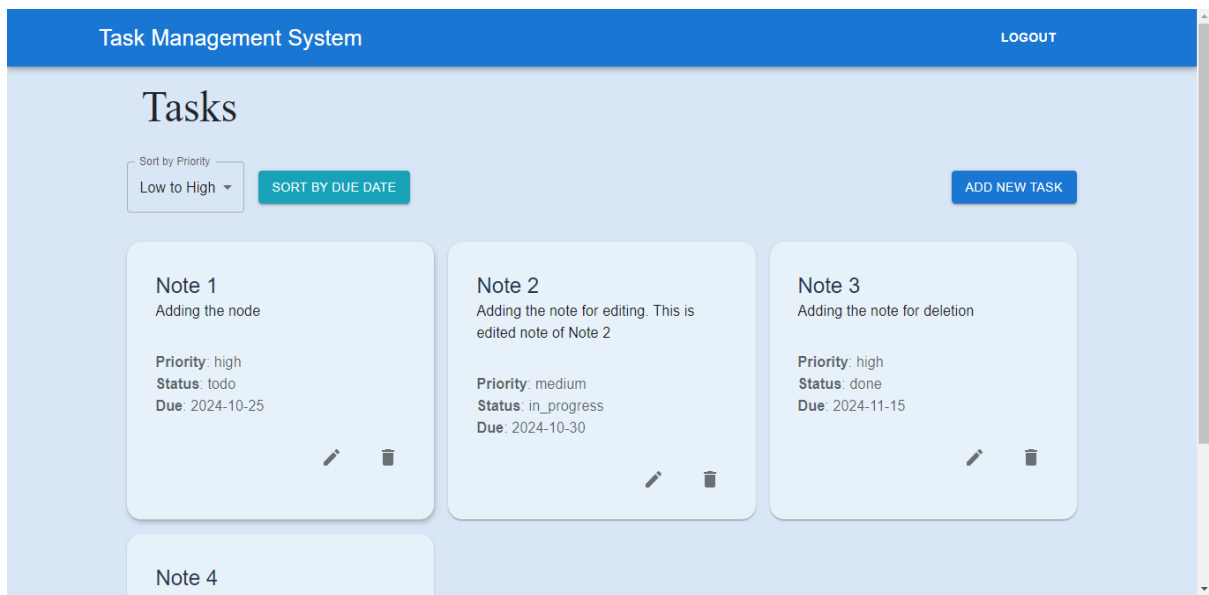 Task Management System
LOGOUT
Tasks
Sort by Priority
Low to High
SORT BY DUE DATE
ADD NEW TASK
Note 1
Adding the node
Priority: high
Status: todo
Due: 2024-10-25
Note 2
Adding the note for editing. This is
edited note of Note 2
Priority: medium
Status: in_progress
Due: 2024-10-30
Note 3
Adding the note for deletion
Priority: high
Status: done
Due: 2024-11-15
Note 4